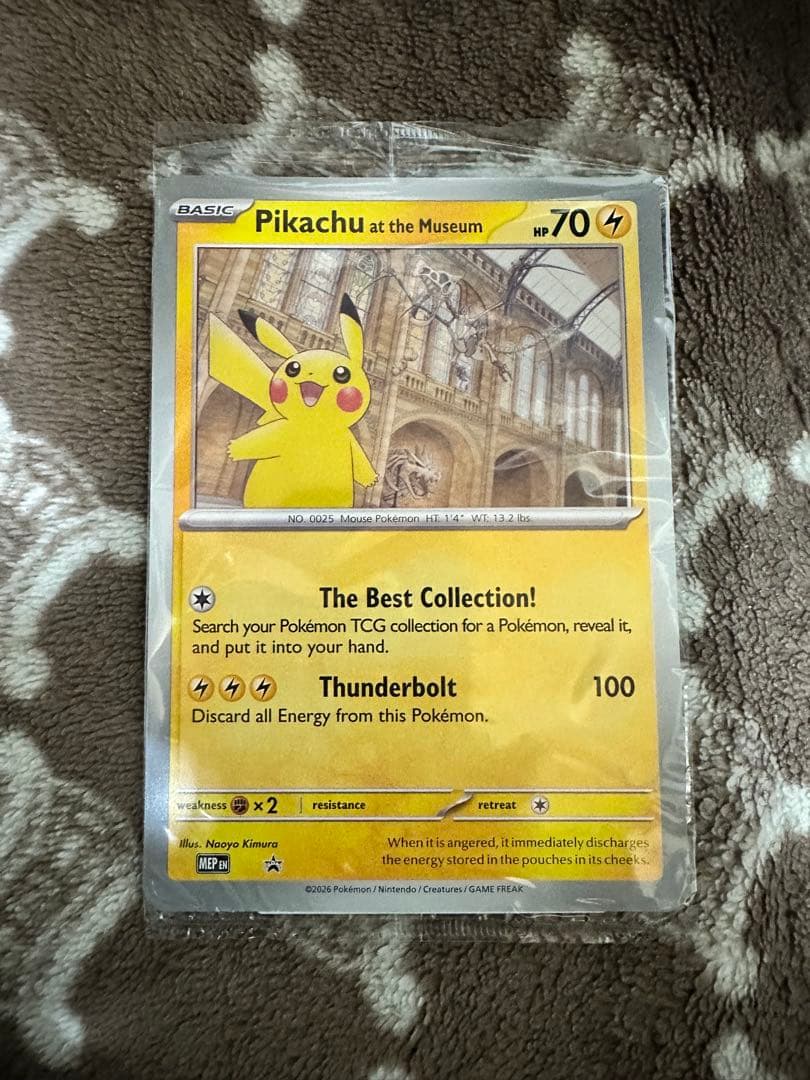 BASIC Pikachu at the Museum HP 70
NO. 0025 Mouse Pokémon HT: 1'4" WT: 13.2 lbs.
The Best Collection!
Search your Pokémon TCG collection for a Pokémon, reveal it,
and put it into your hand.
Thunderbolt 100
Discard all Energy from this Pokémon.
weakness ×2 resistance retreat
Illus. Naoyo Kimura
When it is angered, it immediately discharges
the energy stored in the pouches in its cheeks.
MEP EN
©2026 Pokémon / Nintendo / Creatures / GAME FREAK